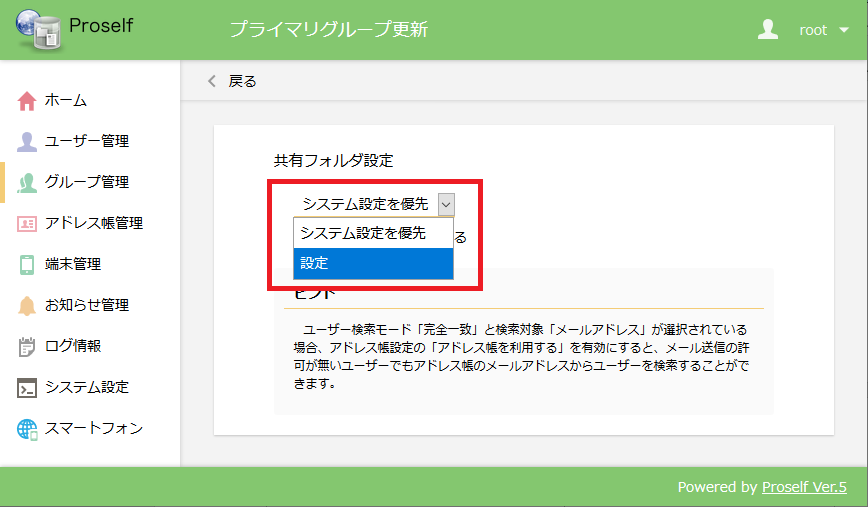 Proself
プライマリグループ更新
root
戻る
ホーム
ユーザー管理
グループ管理
アドレス帳管理
端末管理
お知らせ管理
ログ情報
システム設定
スマートフォン
共有フォルダ設定
システム設定を優先
システム設定を優先
る
設定
ヒント
ユーザー検索モード「完全一致」と検索対象「メールアドレス」が選択されている
場合、アドレス帳設定の「アドレス帳を利用する」を有効にすると、メール送信の許
可が無いユーザーでもアドレス帳のメールアドレスからユーザーを検索することがで
きます。
Powered by Proself Ver.5